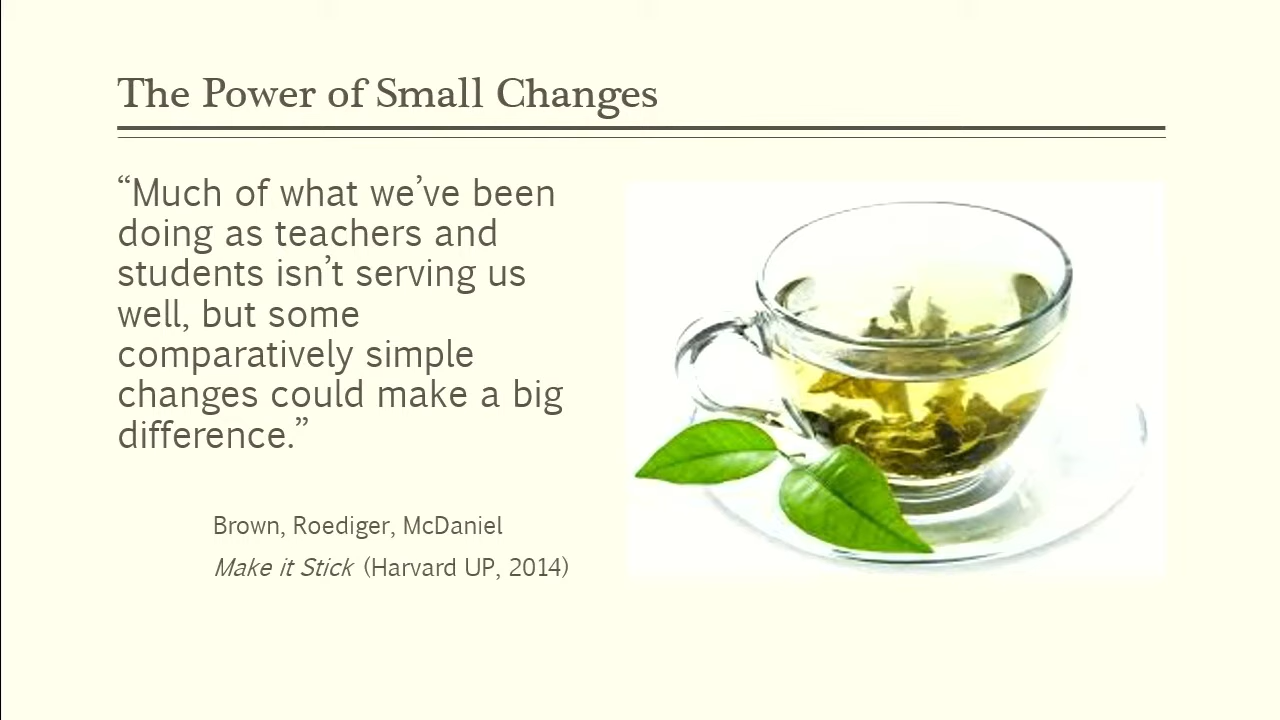 The Power of Small Changes
“Much of what we’ve been
doing as teachers and
students isn’t serving us
well, but some
comparatively simple
changes could make a big
difference.”
Brown, Roediger, McDaniel
Make it Stick (Harvard UP, 2014)